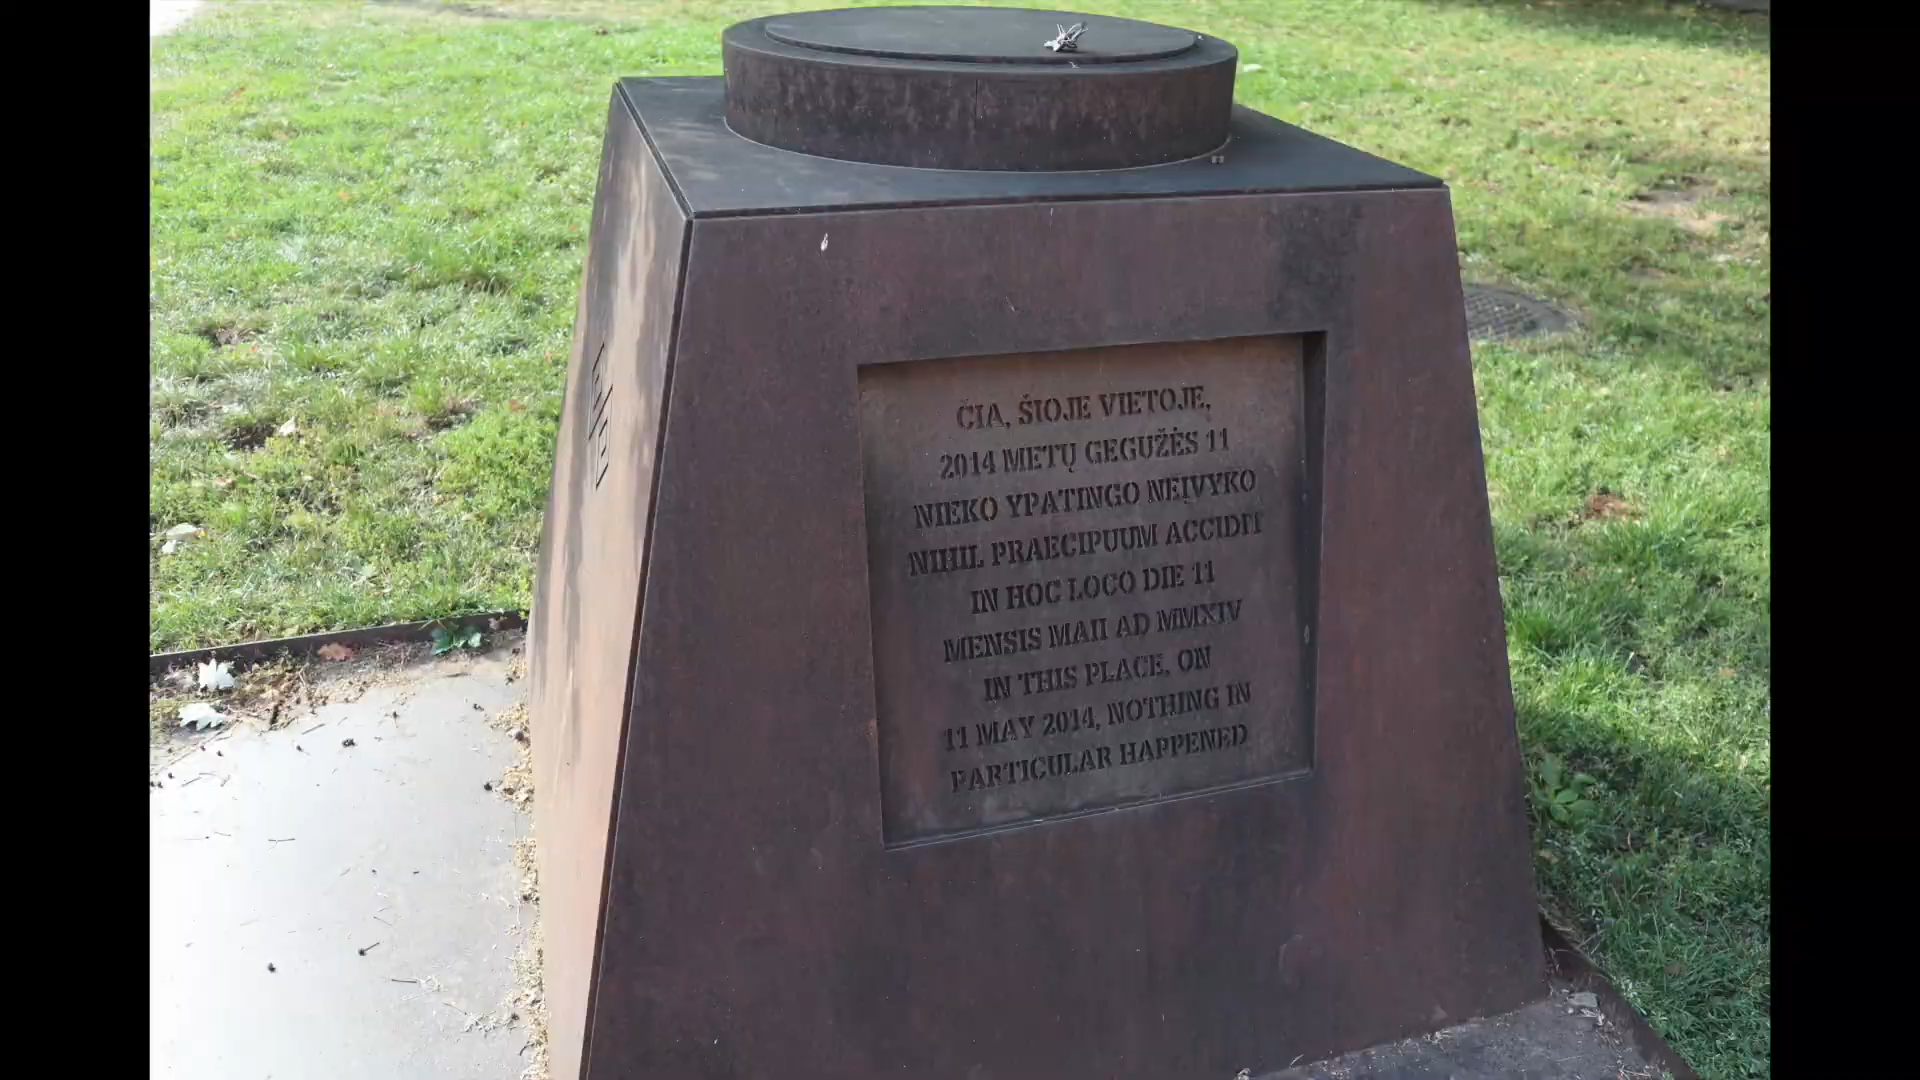 ČIA, ŠIOJE VIETOJE,
2014 METŲ GEGUŽĖS 11
NIEKO YPATINGO NEĮVYKO
NIHIL PRAECIPUUM ACCIDIT
IN HOC LOCO DIE 11
MENSIS MAII AD MMXIV
IN THIS PLACE, ON
11 MAY 2014, NOTHING IN
PARTICULAR HAPPENED